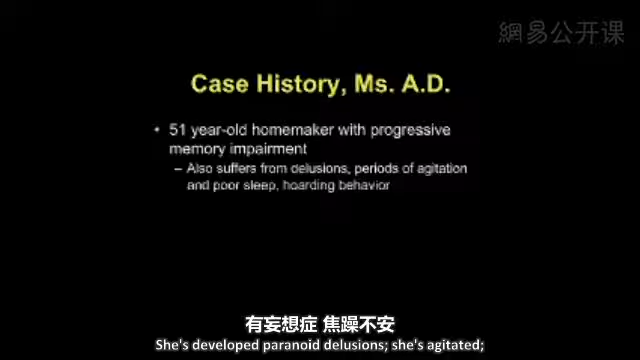 網易公开课
Case History, Ms. A.D.
• 51 year-old homemaker with progressive
memory impairment
– Also suffers from delusions, periods of agitation
and poor sleep, hoarding behavior
有妄想症 焦躁不安
She's developed paranoid delusions; she's agitated;